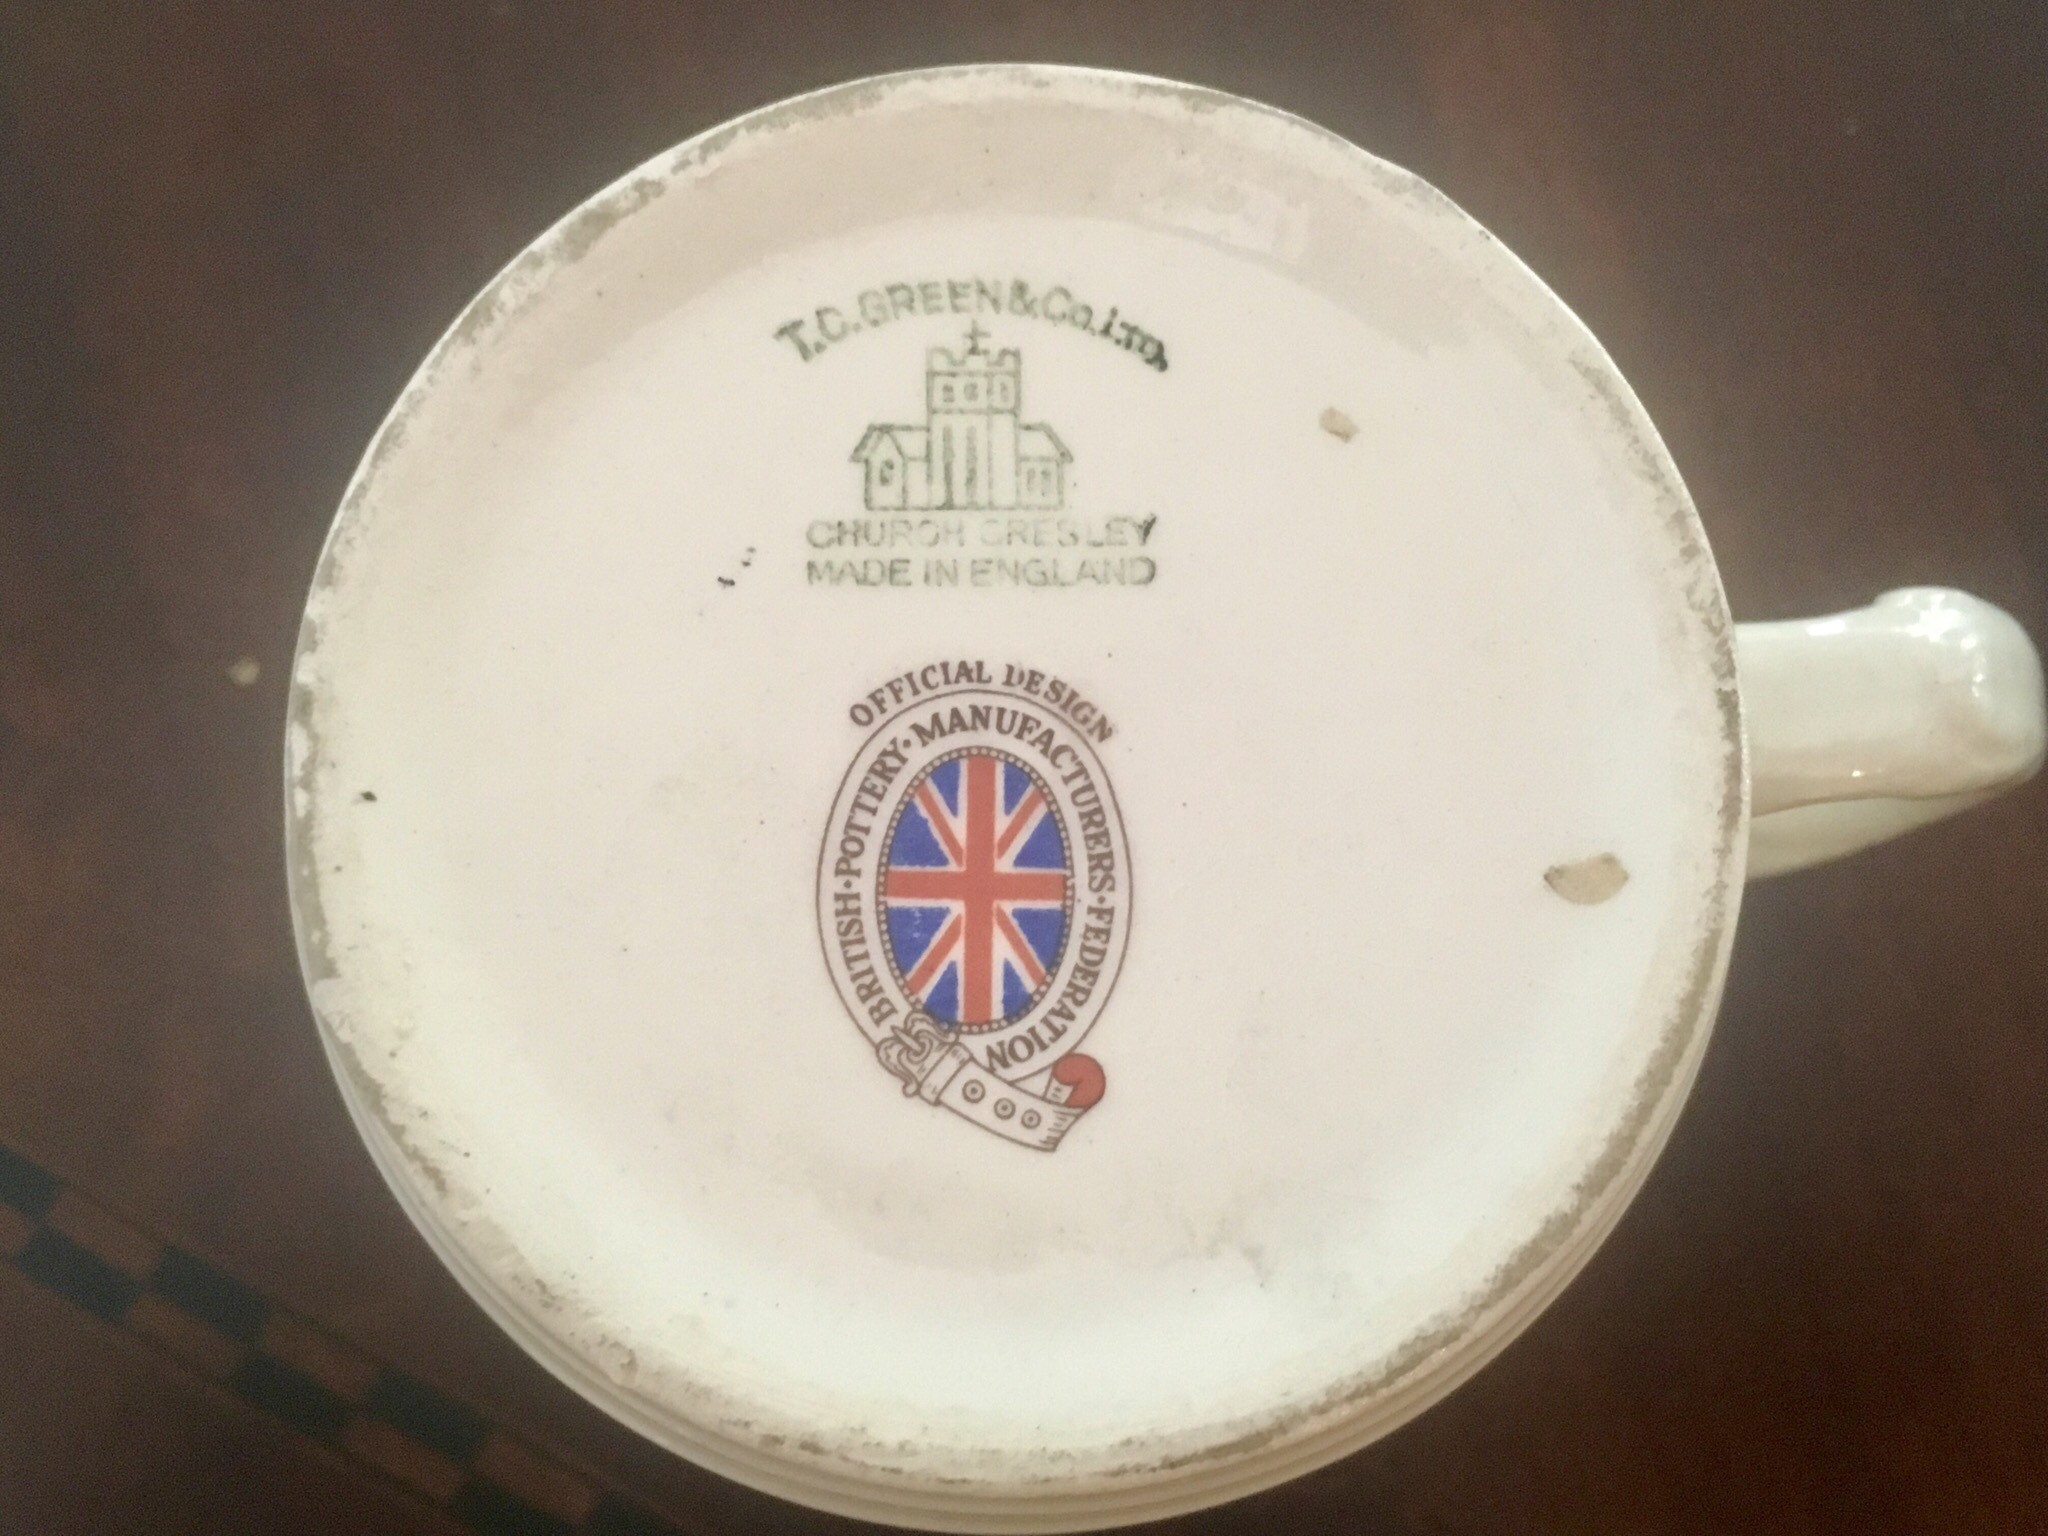 T.G. GREEN & Co. LTD.
CHURCH GRESLEY
MADE IN ENGLAND
OFFICIAL DESIGN
BRITISH · POTTERY · MANUFACTURERS · FEDERATION